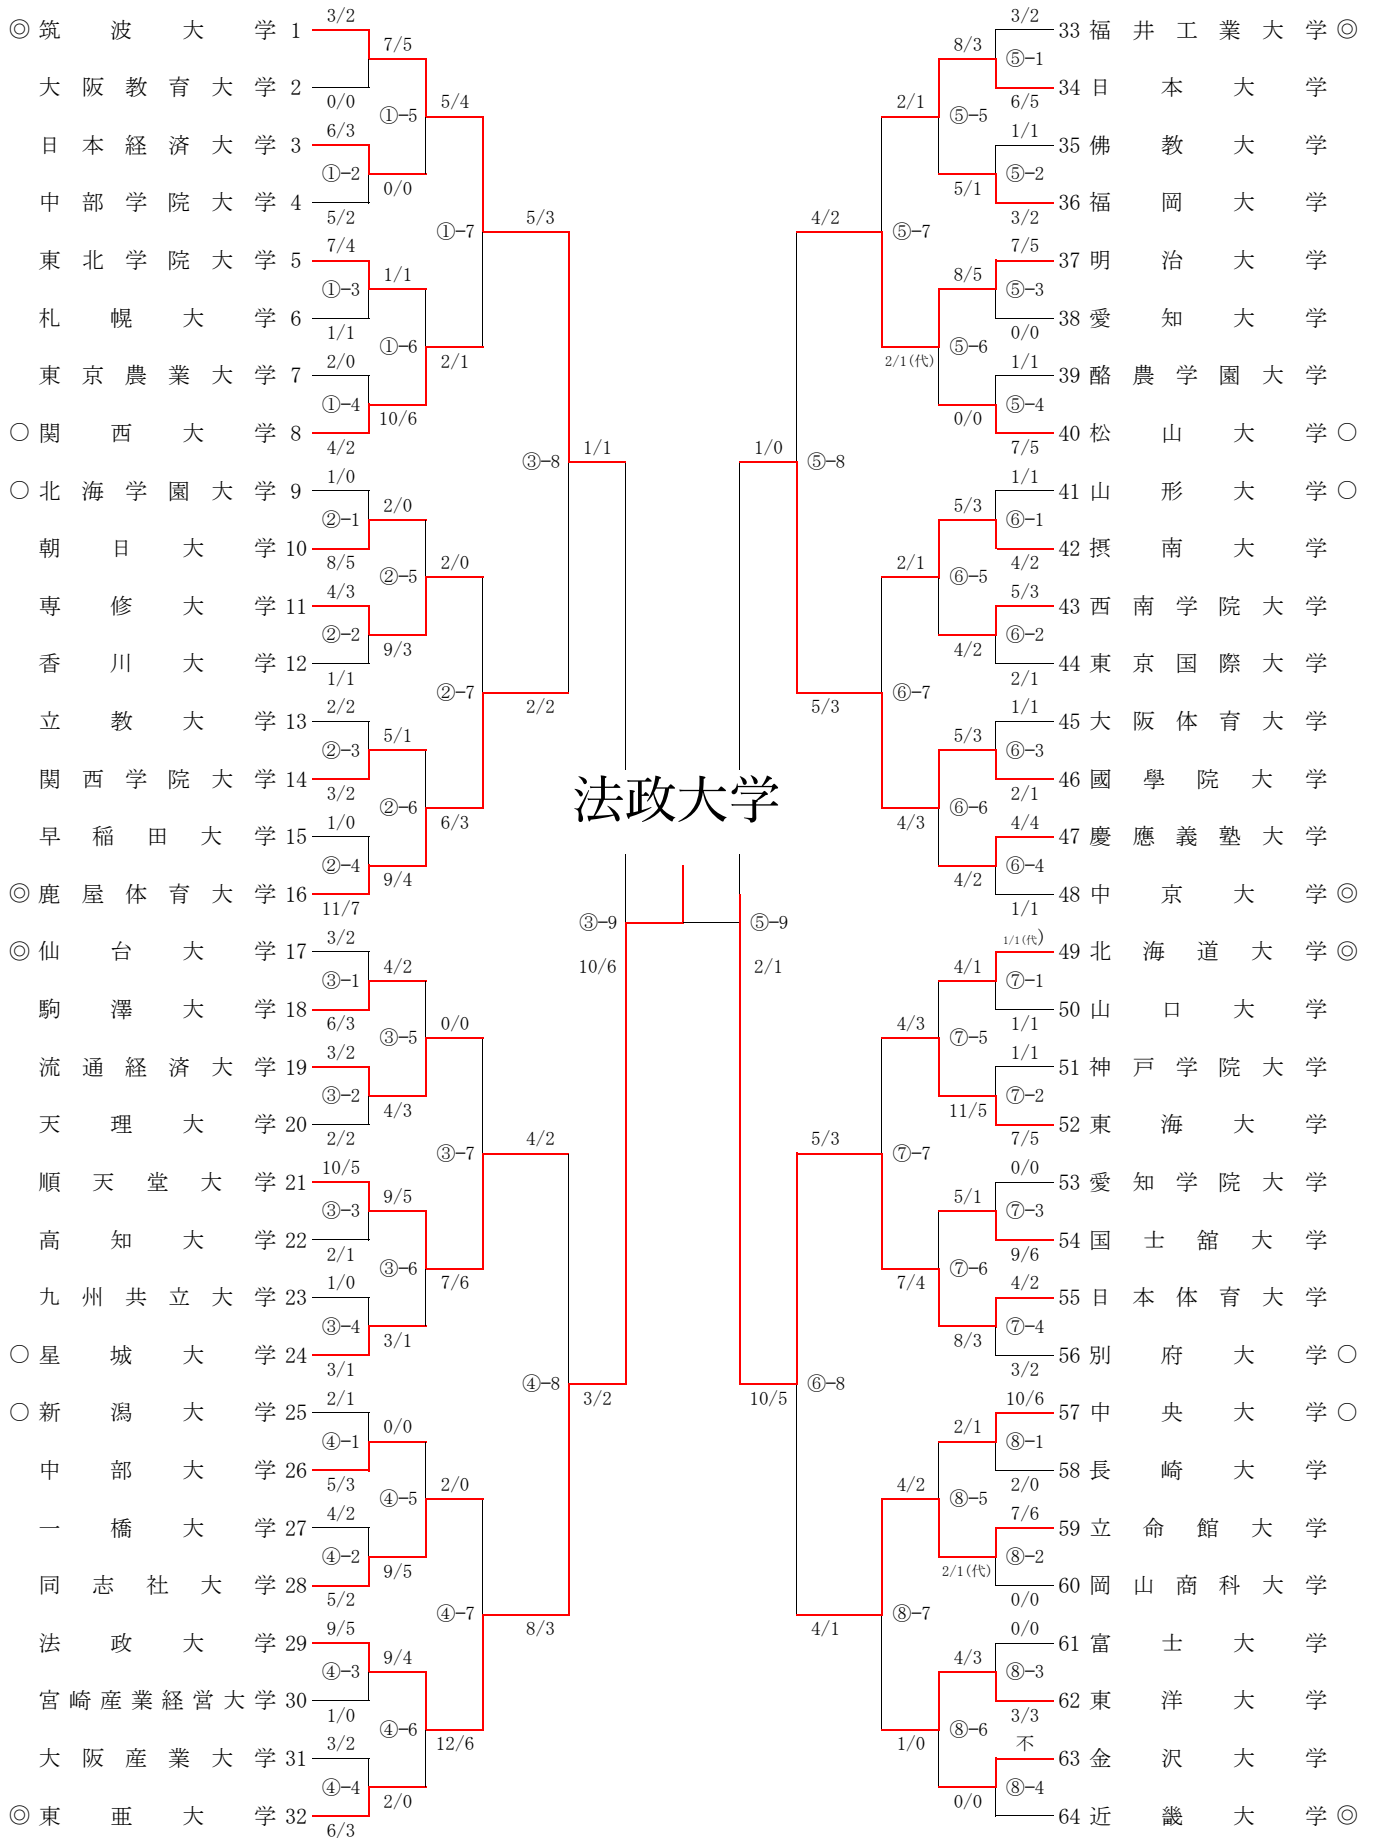 ◎ 筑波大学 1
大阪教育大学 2
日本経済大学 3
中部学院大学 4
東北学院大学 5
札幌大学 6
東京農業大学 7
○ 関西大学 8
○ 北海学園大学 9
朝日大学 10
専修大学 11
香川大学 12
立教大学 13
関西学院大学 14
早稲田大学 15
◎ 鹿屋体育大学 16
◎ 仙台大学 17
駒澤大学 18
流通経済大学 19
天理大学 20
順天堂大学 21
高知大学 22
九州共立大学 23
○ 星城大学 24
○ 新潟大学 25
中部大学 26
一橋大学 27
同志社大学 28
法政大学 29
宮崎産業経営大学 30
大阪産業大学 31
◎ 東亜大学 32
3/2
0/0
6/3
①-2
5/2
7/4
①-3
1/1
2/0
①-4
4/2
1/0
②-1
8/5
4/3
②-2
1/1
2/2
②-3
3/2
1/0
②-4
11/7
3/2
③-1
6/3
3/2
③-2
2/2
10/5
③-3
2/1
1/0
③-4
3/1
2/1
④-1
5/3
4/2
④-2
5/2
9/5
④-3
1/0
3/2
④-4
6/3
7/5
①-5
0/0
1/1
①-6
10/6
2/0
②-5
9/3
5/1
②-6
9/4
4/2
③-5
4/3
9/5
③-6
3/1
0/0
④-5
9/5
9/4
④-6
2/0
5/4
①-7
2/1
2/0
②-7
6/3
0/0
③-7
7/6
2/0
④-7
12/6
5/3
③-8
2/2
4/2
④-8
8/3
1/1
③-9
10/6
3/2
法政大学
1/0
⑤-9
2/1
10/5
4/2
⑤-8
5/3
5/3
⑥-8
4/1
2/1
⑤-7
2/1(代)
2/1
⑥-7
4/3
4/3
⑦-7
7/4
4/2
⑧-7
1/0
8/3
⑤-5
5/1
8/5
⑤-6
0/0
5/3
⑥-5
4/2
5/3
⑥-6
4/2
4/1
⑦-5
11/5
5/1
⑦-6
8/3
2/1
⑧-5
2/1(代)
4/3
⑧-6
0/0
3/2
⑤-1
6/5
1/1
⑤-2
3/2
7/5
⑤-3
0/0
1/1
⑤-4
7/5
1/1
⑥-1
4/2
5/3
⑥-2
2/1
1/1
⑥-3
2/1
4/4
⑥-4
1/1
1/1(代)
⑦-1
1/1
1/1
⑦-2
7/5
0/0
⑦-3
9/6
4/2
⑦-4
3/2
10/6
⑧-1
2/0
7/6
⑧-2
0/0
0/0
⑧-3
3/3
不
⑧-4
33 福井工業大学 ◎
34 日本大学
35 佛教大学
36 福岡大学
37 明治大学
38 愛知大学
39 酪農学園大学
40 松山大学 ○
41 山形大学 ○
42 摂南大学
43 西南学院大学
44 東京国際大学
45 大阪体育大学
46 國學院大学
47 慶應義塾大学
48 中京大学 ◎
49 北海道大学 ◎
50 山口大学
51 神戸学院大学
52 東海大学
53 愛知学院大学
54 国士舘大学
55 日本体育大学
56 別府大学 ○
57 中央大学 ○
58 長崎大学
59 立命館大学
60 岡山商科大学
61 富士大学
62 東洋大学
63 金沢大学
64 近畿大学 ◎